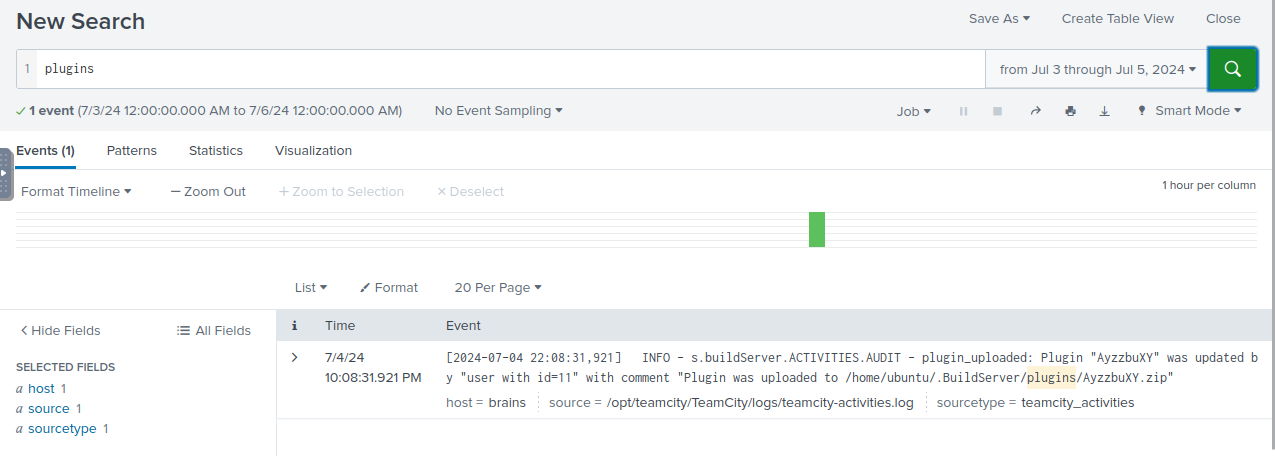 New Search
Save As ▾ Create Table View Close
1 plugins
from Jul 3 through Jul 5, 2024 ▾
✓ 1 event (7/3/24 12:00:00.000 AM to 7/6/24 12:00:00.000 AM) No Event Sampling ▾ Job ▾ Smart Mode ▾
Events (1) Patterns Statistics Visualization
Format Timeline ▾ — Zoom Out + Zoom to Selection × Deselect
1 hour per column
List ▾ Format 20 Per Page ▾
< Hide Fields All Fields
i Time Event
SELECTED FIELDS
a host 1
a source 1
a sourcetype 1
> 7/4/24
10:08:31.921 PM
[2024-07-04 22:08:31,921] INFO - s.buildServer.ACTIVITIES.AUDIT - plugin_uploaded: Plugin "AyzzbuXY" was updated b
y "user with id=11" with comment "Plugin was uploaded to /home/ubuntu/.BuildServer/plugins/AyzzbuXY.zip"
host = brains source = /opt/teamcity/TeamCity/logs/teamcity-activities.log sourcetype = teamcity_activities